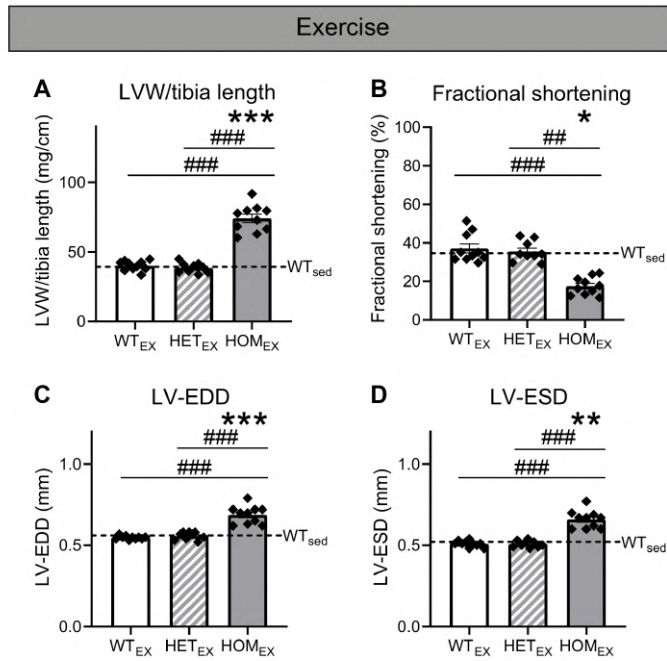 Exercise
A LVW/tibia length
***
###
###
LVW/tibia length (mg/cm)
100
50
0
WTsed
WTEX HETEX HOMEX
B Fractional shortening
*
##
###
Fractional shortening (%)
100
80
60
40
20
0
WTsed
WTEX HETEX HOMEX
C LV-EDD
***
###
###
LV-EDD (mm)
1.0
0.5
0.0
WTsed
WTEX HETEX HOMEX
D LV-ESD
**
###
###
LV-ESD (mm)
1.0
0.5
0.0
WTsed
WTEX HETEX HOMEX